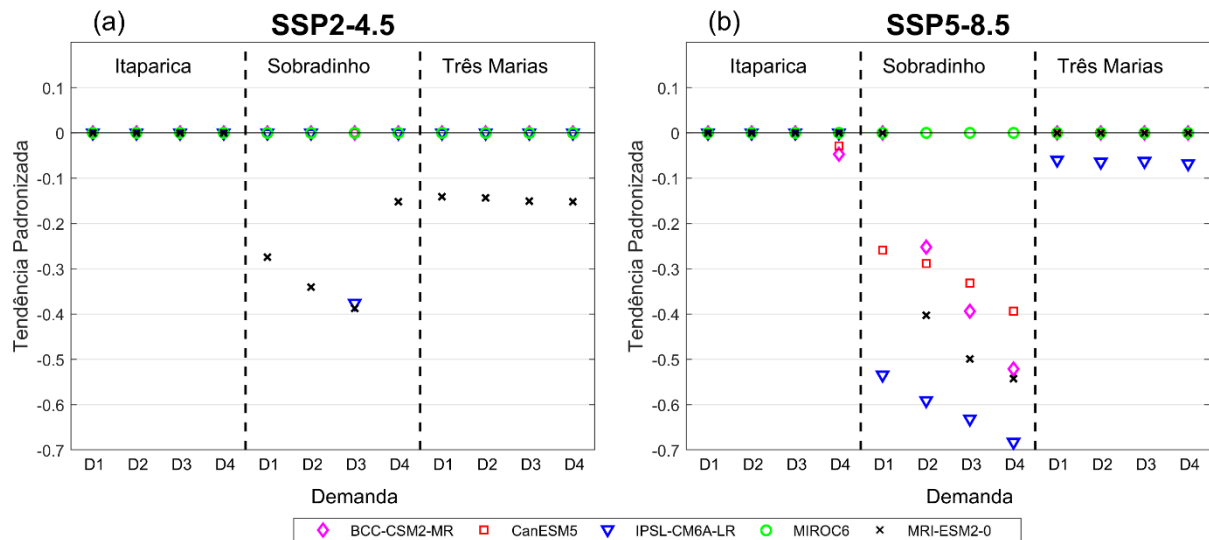 (a) SSP2-4.5
Itaparica Sobradinho Três Marias
0.1
0
-0.1
-0.2
-0.3
-0.4
-0.5
-0.6
-0.7
Tendência Padronizada
D1 D2 D3 D4 D1 D2 D3 D4 D1 D2 D3 D4
Demanda
(b) SSP5-8.5
Itaparica Sobradinho Três Marias
0.1
0
-0.1
-0.2
-0.3
-0.4
-0.5
-0.6
-0.7
Tendência Padronizada
D1 D2 D3 D4 D1 D2 D3 D4 D1 D2 D3 D4
Demanda
BCC-CSM2-MR CanESM5 IPSL-CM6A-LR MIROC6 MRI-ESM2-0